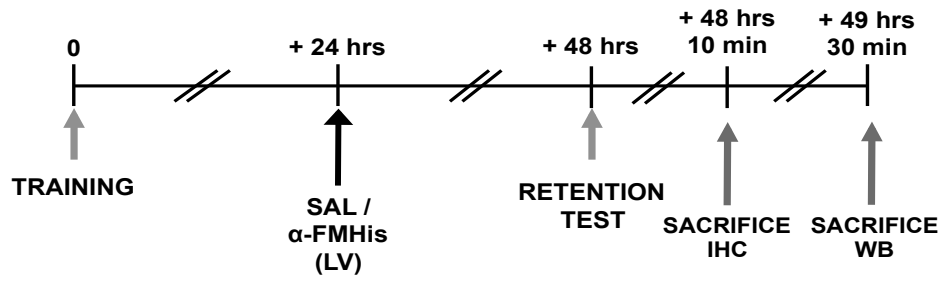 0
+ 24 hrs
+ 48 hrs
+ 48 hrs
10 min
+ 49 hrs
30 min
TRAINING
SAL /
α-FMHis
(LV)
RETENTION
TEST
SACRIFICE
IHC
SACRIFICE
WB